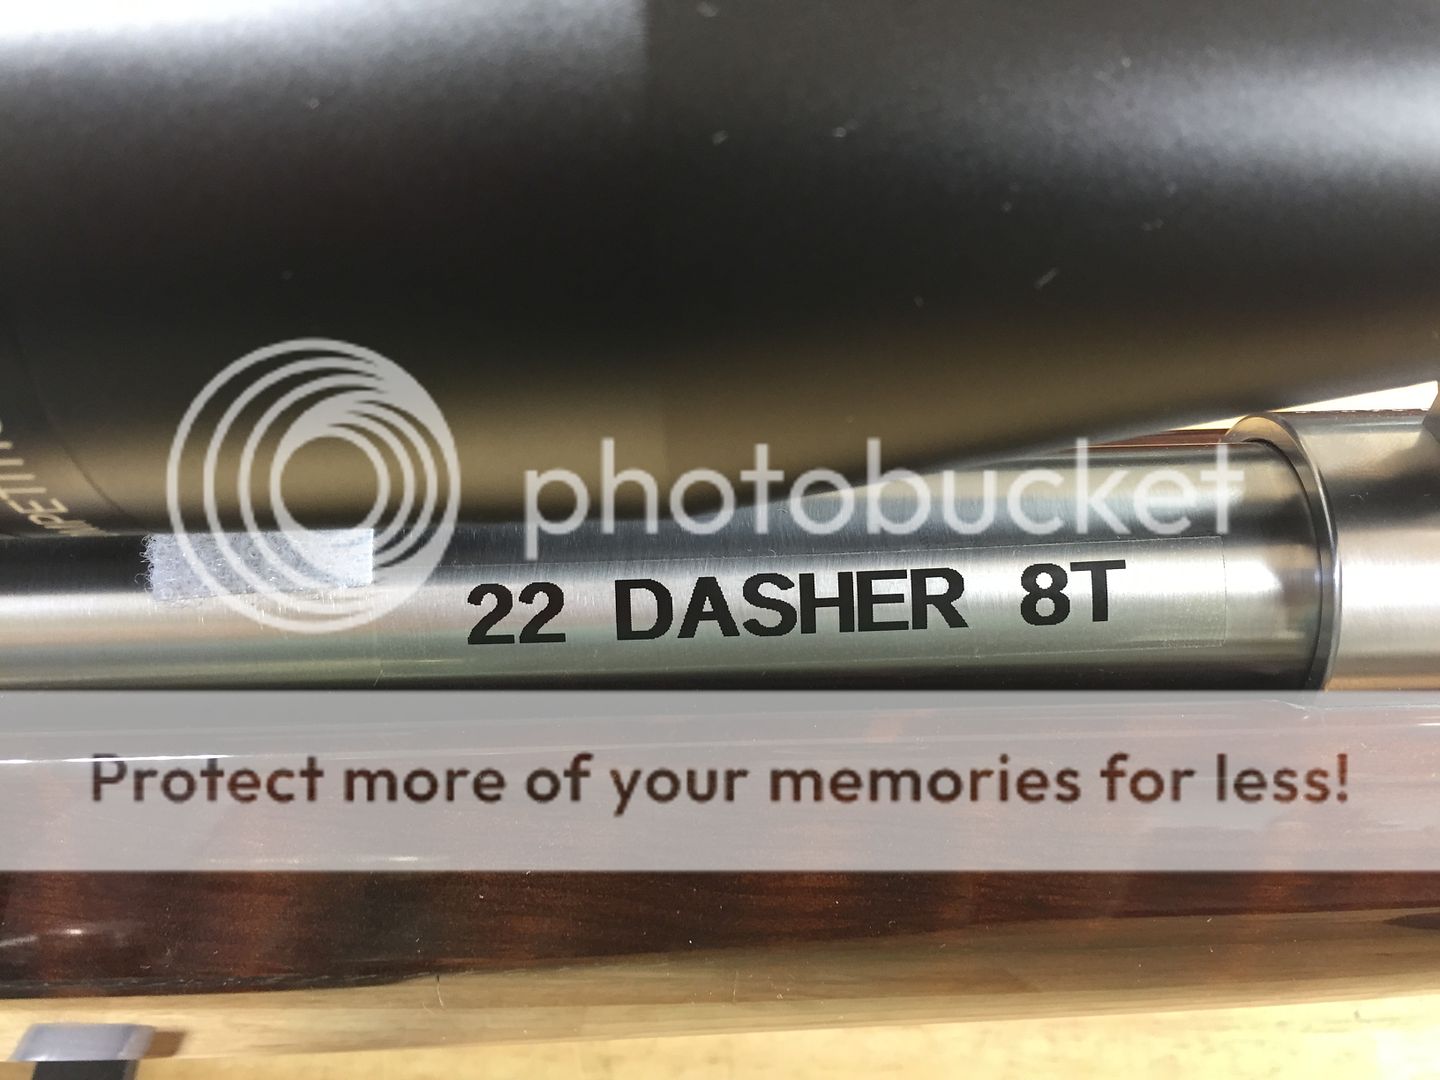 photobucket
22 DASHER 8T
Protect more of your memories for less!